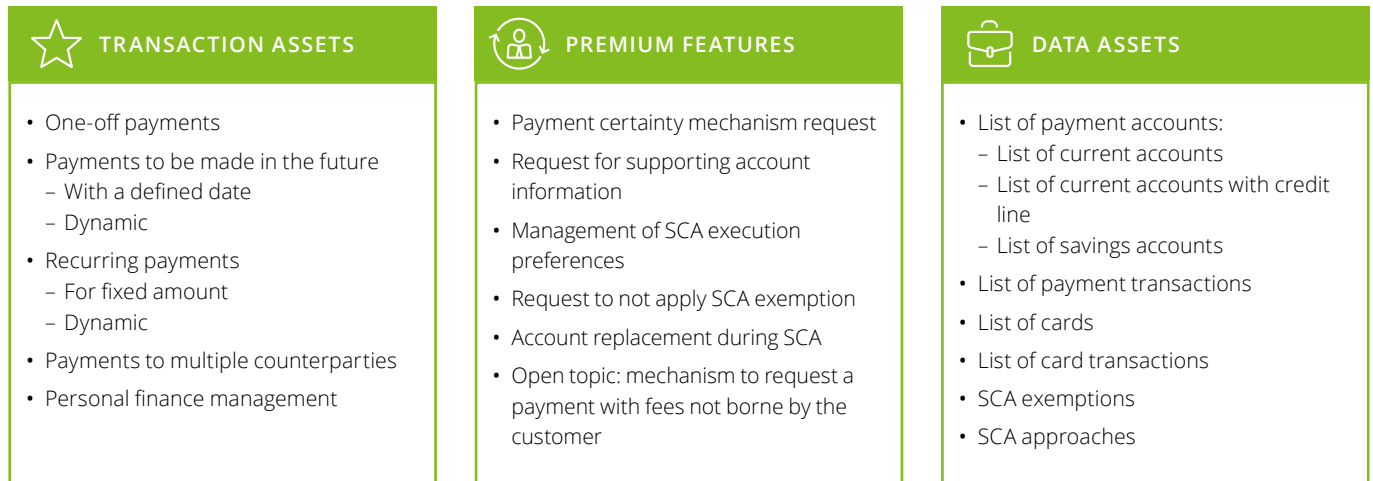 TRANSACTION ASSETS
• One-off payments
• Payments to be made in the future
– With a defined date
– Dynamic
• Recurring payments
– For fixed amount
– Dynamic
• Payments to multiple counterparties
• Personal finance management
PREMIUM FEATURES
• Payment certainty mechanism request
• Request for supporting account
information
• Management of SCA execution
preferences
• Request to not apply SCA exemption
• Account replacement during SCA
• Open topic: mechanism to request a
payment with fees not borne by the
customer
DATA ASSETS
• List of payment accounts:
– List of current accounts
– List of current accounts with credit
line
– List of savings accounts
• List of payment transactions
• List of cards
• List of card transactions
• SCA exemptions
• SCA approaches